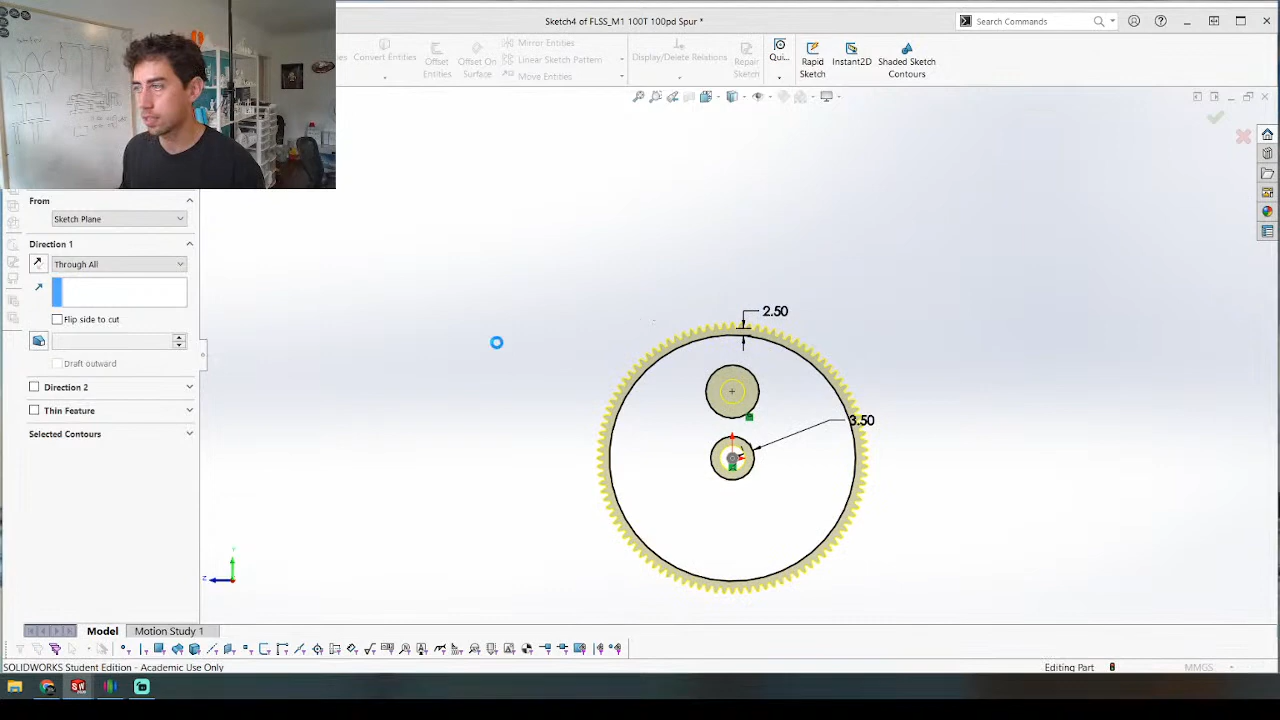 Sketch4 of FLSS_M1 100T 100pd Spur *
Search Commands
Convert Entities
Offset Entities
Offset On Surface
Mirror Entities
Linear Sketch Pattern
Move Entities
Display/Delete Relations
Repair Sketch
Qui...
Rapid Sketch
Instant2D
Shaded Sketch Contours
From
Sketch Plane
Direction 1
Through All
Flip side to cut
Draft outward
Direction 2
Thin Feature
Selected Contours
2.50
3.50
Y
Z
Model
Motion Study 1
SOLIDWORKS Student Edition - Academic Use Only
Editing Part
MMGS